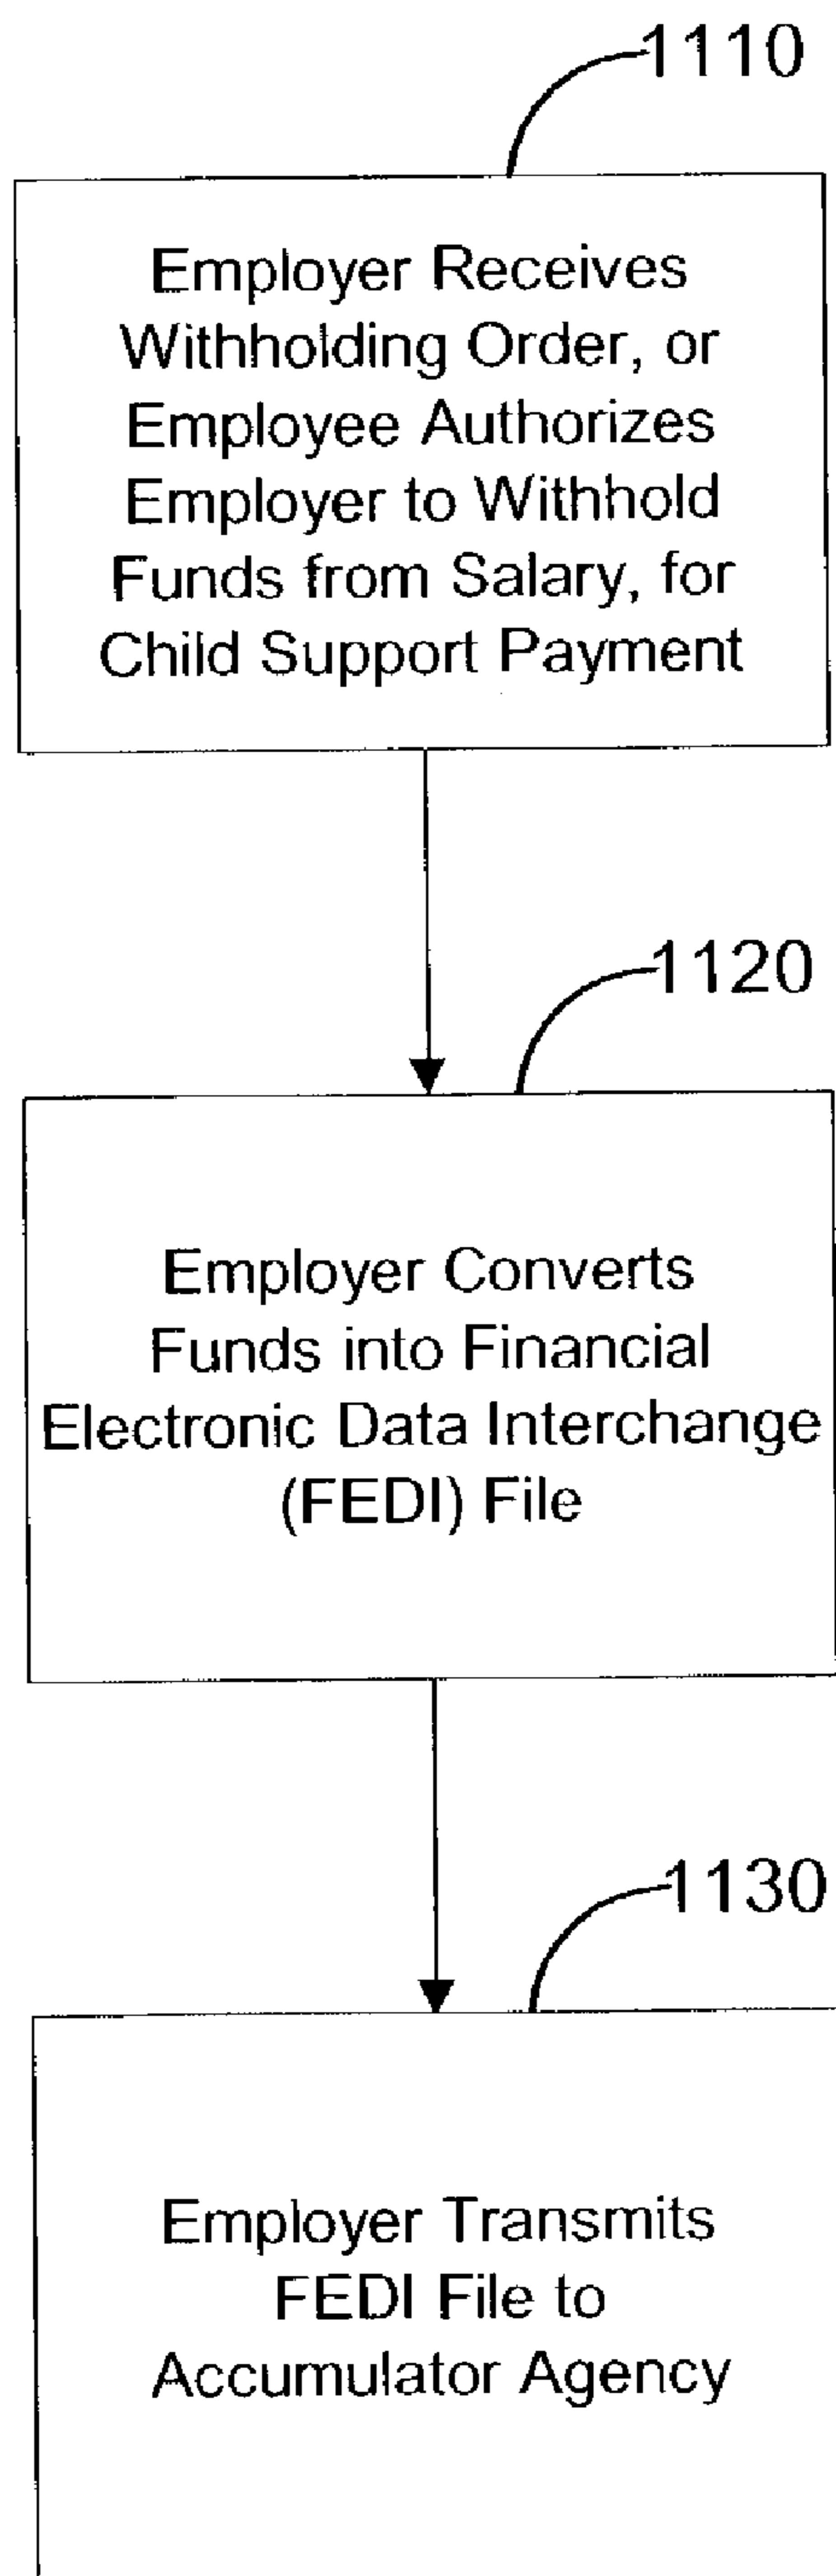 1110
Employer Receives
Withholding Order, or
Employee Authorizes
Employer to Withhold
Funds from Salary, for
Child Support Payment
1120
Employer Converts
Funds into Financial
Electronic Data Interchange
(FEDI) File
1130
Employer Transmits
FEDI File to
Accumulator Agency